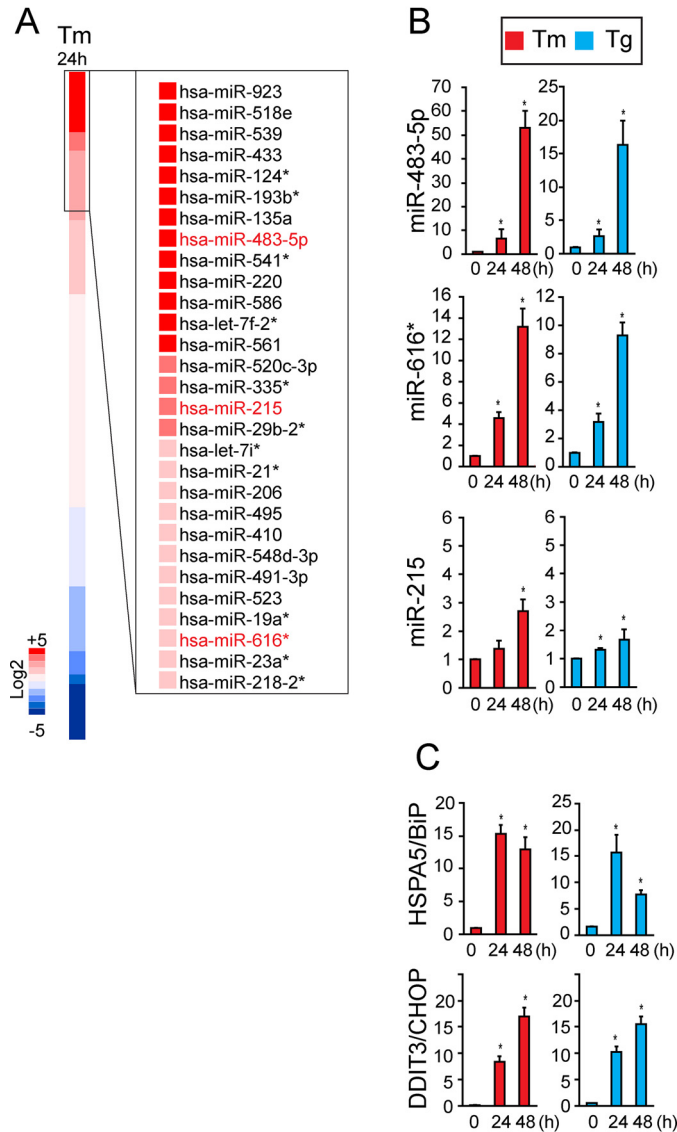 A
Tm
24h
hsa-miR-923
hsa-miR-518e
hsa-miR-539
hsa-miR-433
hsa-miR-124*
hsa-miR-193b*
hsa-miR-135a
hsa-miR-483-5p
hsa-miR-541*
hsa-miR-220
hsa-miR-586
hsa-let-7f-2*
hsa-miR-561
hsa-miR-520c-3p
hsa-miR-335*
hsa-miR-215
hsa-miR-29b-2*
hsa-let-7i*
hsa-miR-21*
hsa-miR-206
hsa-miR-495
hsa-miR-410
hsa-miR-548d-3p
hsa-miR-491-3p
hsa-miR-523
hsa-miR-19a*
hsa-miR-616*
hsa-miR-23a*
hsa-miR-218-2*
+5
Log2
-5
B
Tm Tg
miR-483-5p
70
60
50
40
30
20
10
0
* *
0 24 48 (h)
25
20
15
10
5
0
* *
0 24 48 (h)
miR-616*
16
14
12
10
8
6
4
2
0
* *
0 24 48 (h)
12
10
8
6
4
2
0
* *
0 24 48 (h)
miR-215
6
5
4
3
2
1
0
*
0 24 48 (h)
6
5
4
3
2
1
0
* *
0 24 48 (h)
C
HSPA5/BiP
20
15
10
5
0
* *
0 24 48 (h)
25
20
15
10
5
0
* *
0 24 48 (h)
DDIT3/CHOP
25
20
15
10
5
0
* *
0 24 48 (h)
25
20
15
10
5
0
* *
0 24 48 (h)